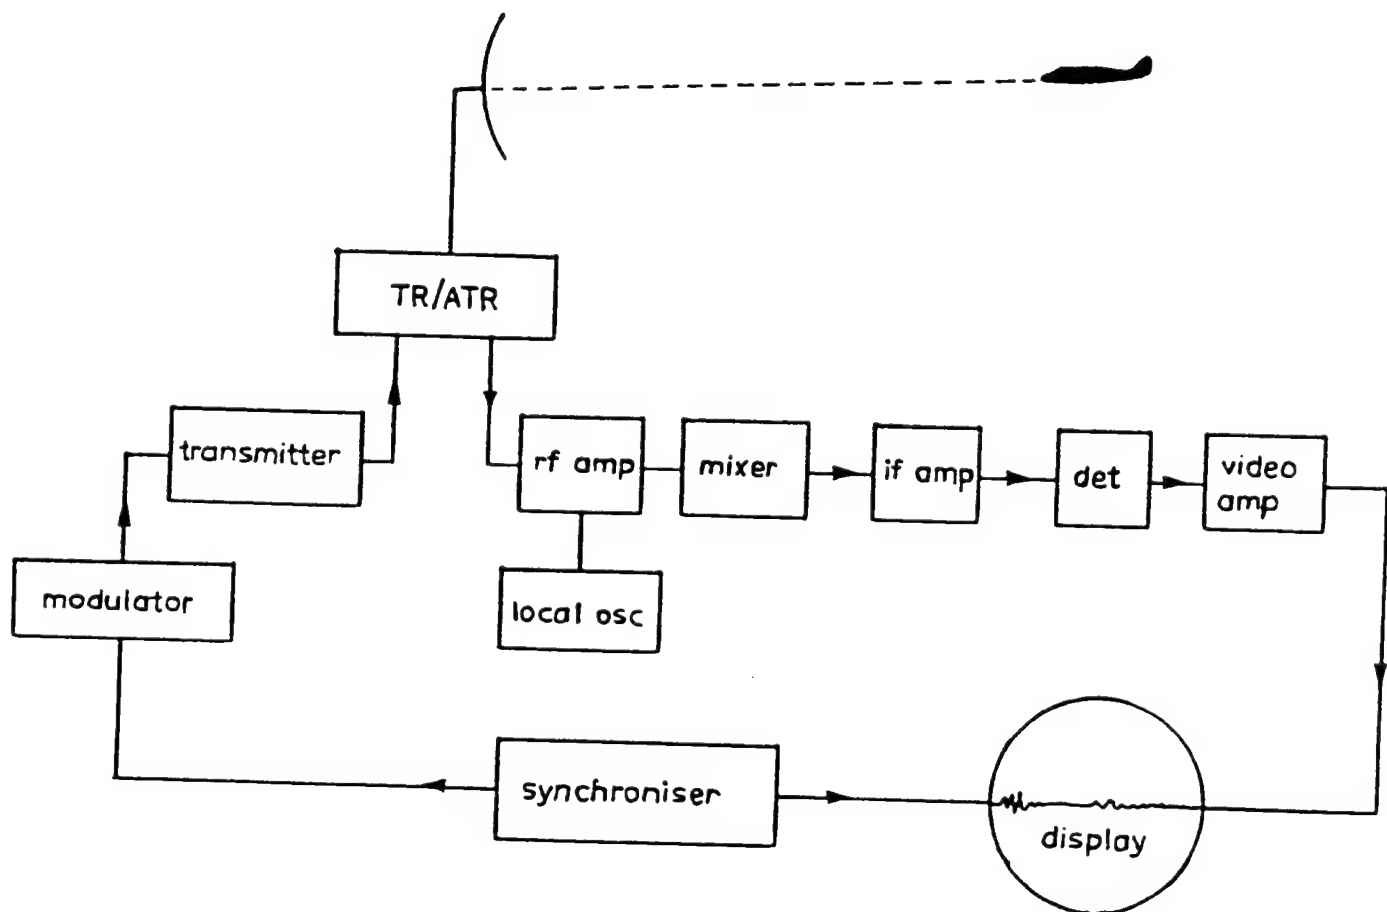 TR/ATR
transmitter
rf amp
mixer
if amp
det
video
amp
modulator
local osc
synchroniser
display